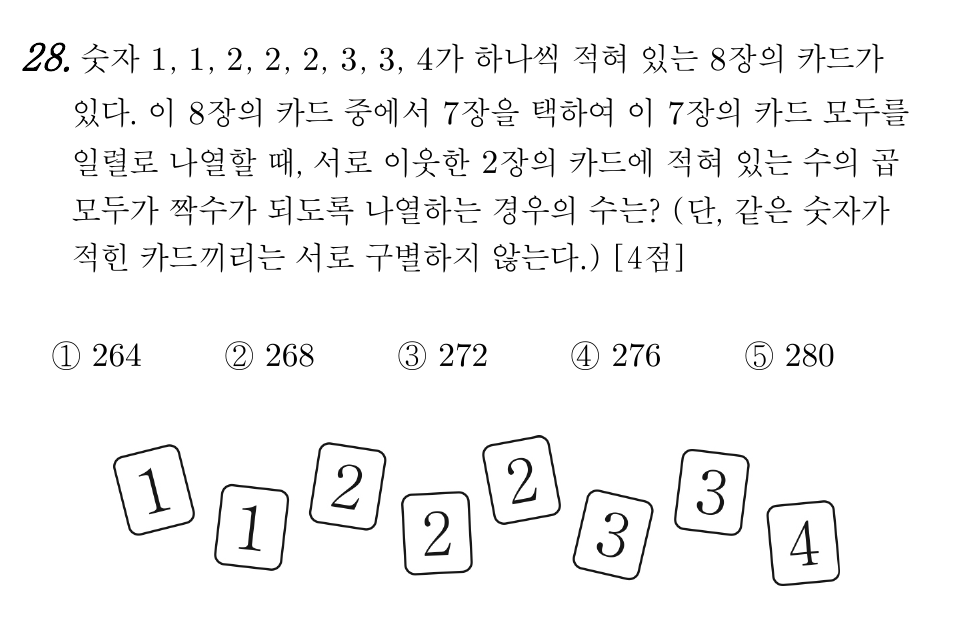 28. 숫자 1, 1, 2, 2, 2, 3, 3, 4가 하나씩 적혀 있는 8장의 카드가
있다. 이 8장의 카드 중에서 7장을 택하여 이 7장의 카드 모두를
일렬로 나열할 때, 서로 이웃한 2장의 카드에 적혀 있는 수의 곱
모두가 짝수가 되도록 나열하는 경우의 수는? (단, 같은 숫자가
적힌 카드끼리는 서로 구별하지 않는다.) [4점]
① 264 ② 268 ③ 272 ④ 276 ⑤ 280
1 1 2 2 2 3 3 4